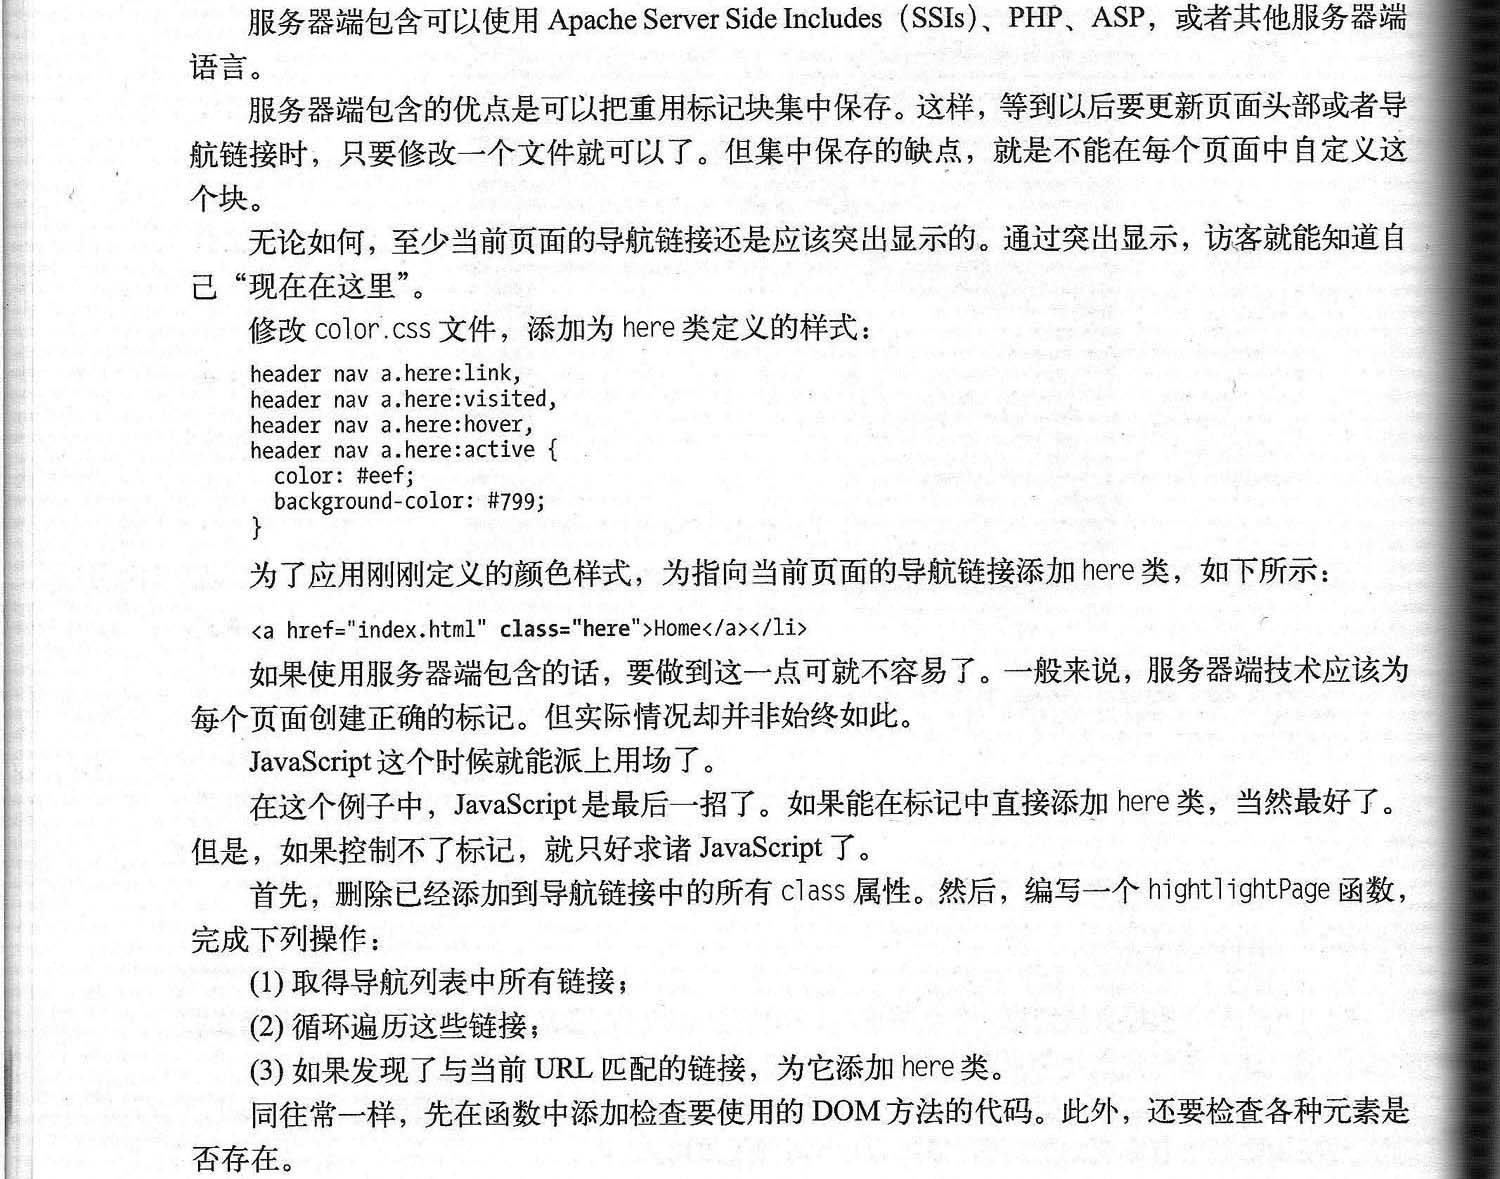 服务器端包含可以使用 Apache Server Side Includes（SSIs）、PHP、ASP，或者其他服务器端
语言。
服务器端包含的优点是可以把重用标记块集中保存。这样，等到以后要更新页面头部或者导
航链接时，只要修改一个文件就可以了。但集中保存的缺点，就是不能在每个页面中自定义这
个块。
无论如何，至少当前页面的导航链接还是应该突出显示的。通过突出显示，访客就能知道自
己“现在在这里”。
修改 color.css 文件，添加为 here 类定义的样式：
header nav a.here:link,
header nav a.here:visited,
header nav a.here:hover,
header nav a.here:active {
  color: #eef;
  background-color: #799;
}
为了应用刚刚定义的颜色样式，为指向当前页面的导航链接添加 here 类，如下所示：
<a href="index.html" class="here">Home</a></li>
如果使用服务器端包含的话，要做到这一点可就不容易了。一般来说，服务器端技术应该为
每个页面创建正确的标记。但实际情况却并非始终如此。
JavaScript 这个时候就能派上用场了。
在这个例子中，JavaScript 是最后一招了。如果能在标记中直接添加 here 类，当然最好了。
但是，如果控制不了标记，就只好求诸 JavaScript 了。
首先，删除已经添加到导航链接中的所有 class 属性。然后，编写一个 hightlightPage 函数，
完成下列操作：
(1) 取得导航列表中所有链接；
(2) 循环遍历这些链接；
(3) 如果发现了与当前 URL 匹配的链接，为它添加 here 类。
同往常一样，先在函数中添加检查要使用的 DOM 方法的代码。此外，还要检查各种元素是
否存在。